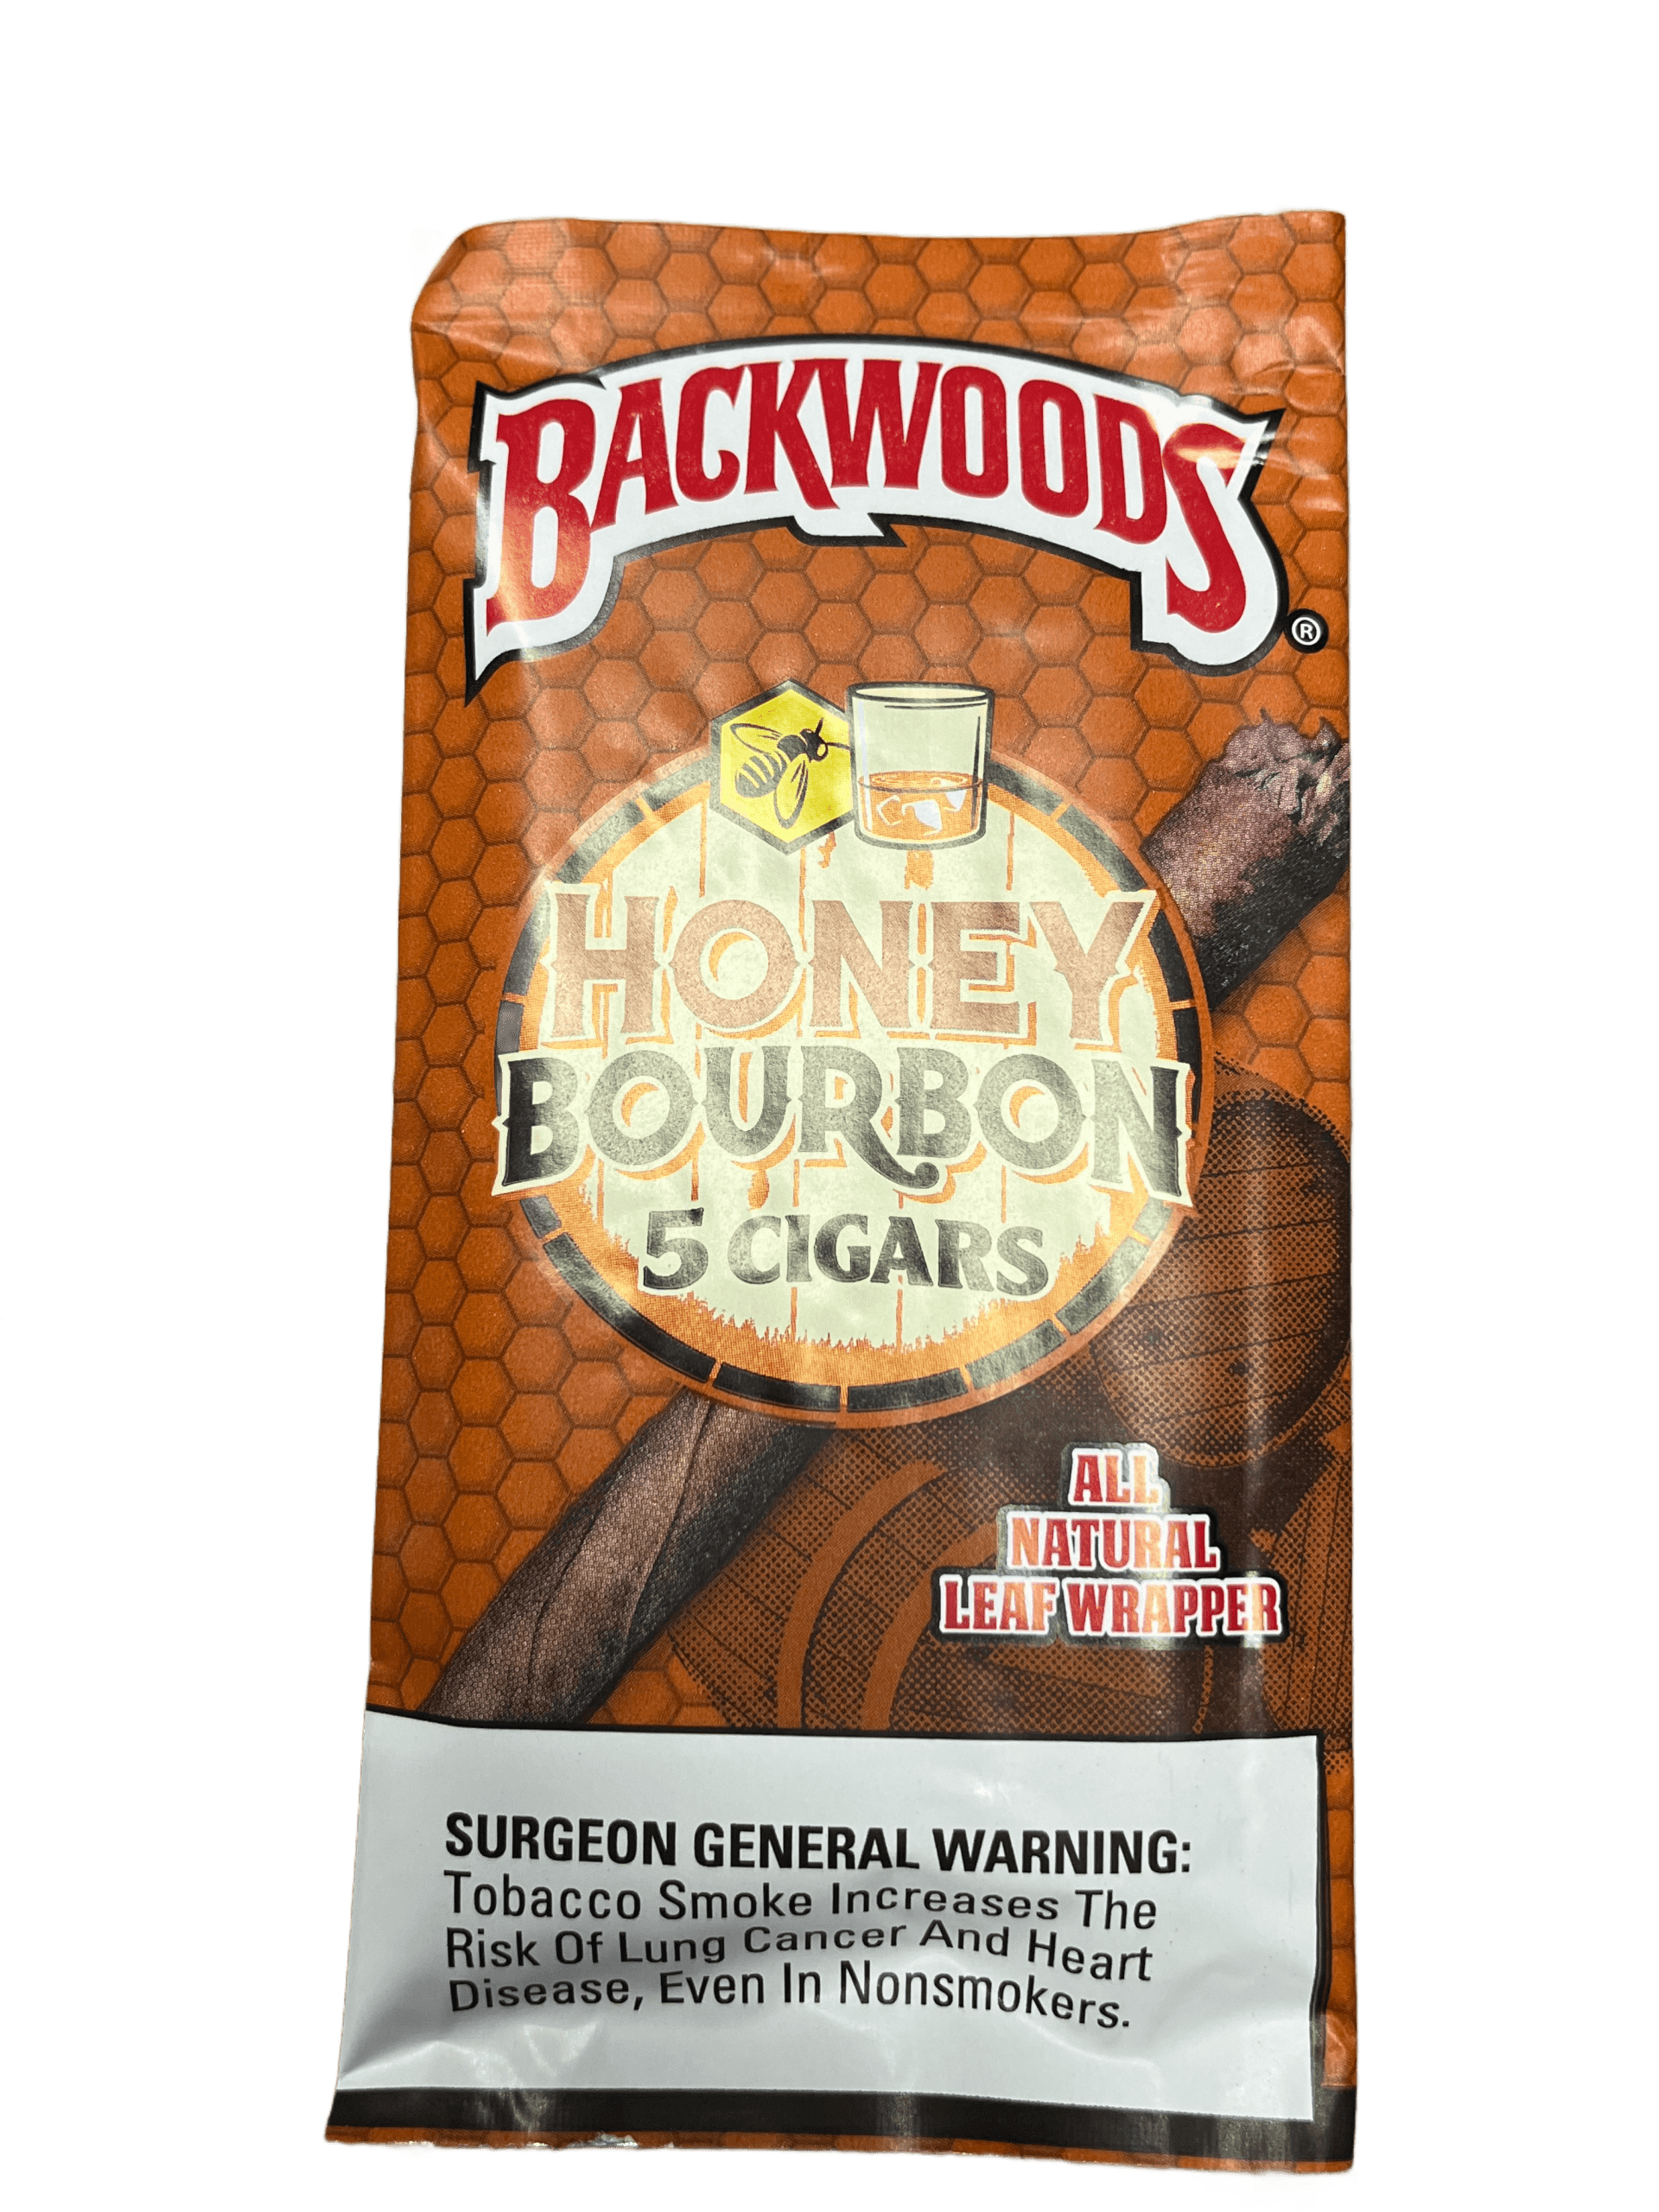 BACKWOODS®
HONEY
BOURBON
5 CIGARS
ALL
NATURAL
LEAF WRAPPER
SURGEON GENERAL WARNING:
Tobacco Smoke Increases The
Risk Of Lung Cancer And Heart
Disease, Even In Nonsmokers.